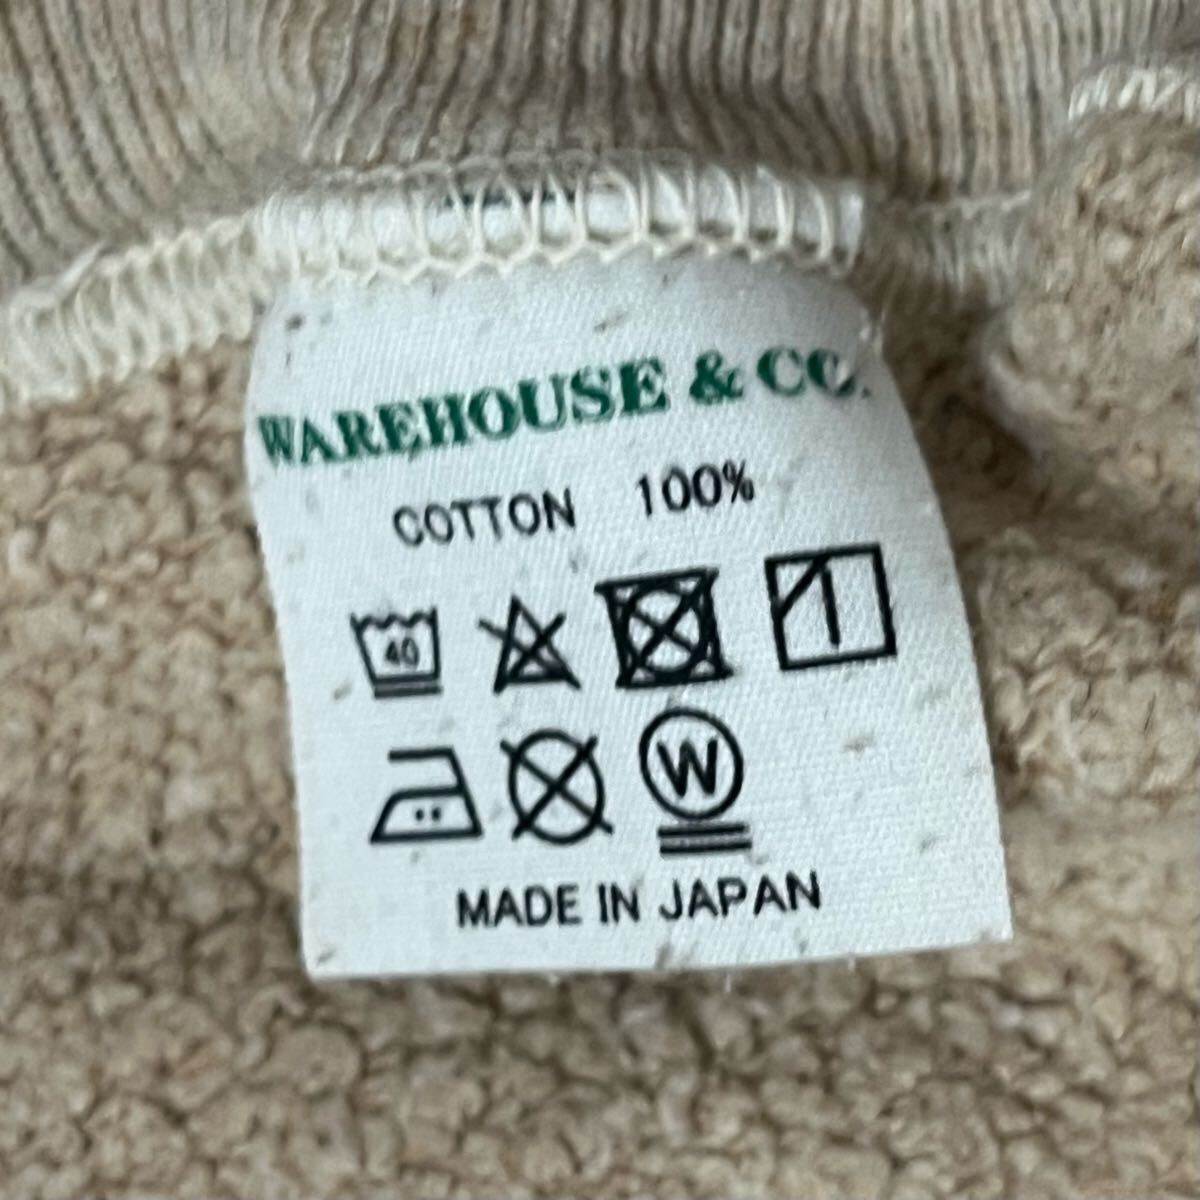 WAREHOUSE & CO.
COTTON 100%
40
W
MADE IN JAPAN